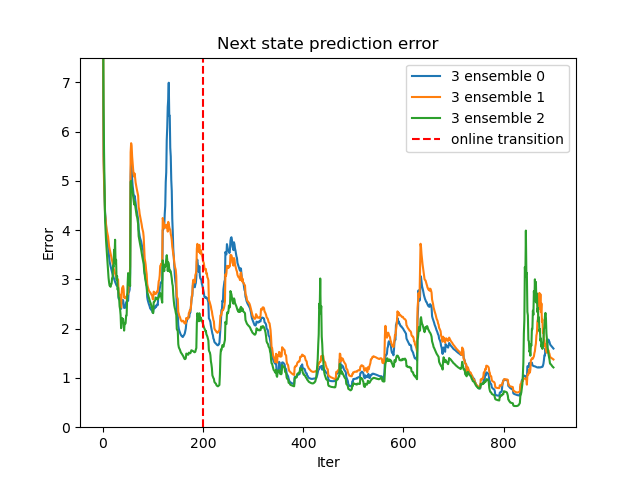 Next state prediction error
3 ensemble 0
3 ensemble 1
3 ensemble 2
online transition
Error
7
6
5
4
3
2
1
0
0 200 400 600 800
Iter